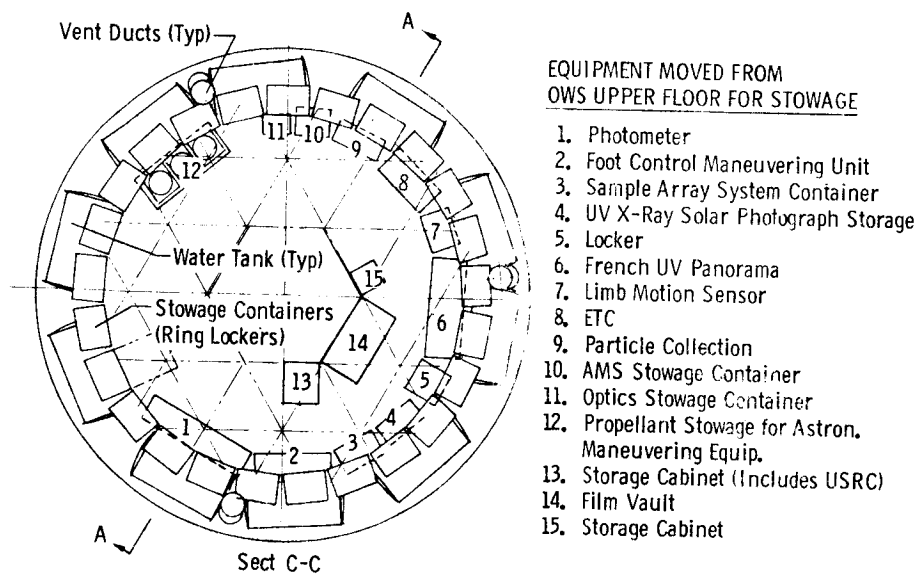 A
Vent Ducts (Typ)
EQUIPMENT MOVED FROM
OWS UPPER FLOOR FOR STOWAGE
1. Photometer
2. Foot Control Maneuvering Unit
3. Sample Array System Container
4. UV X-Ray Solar Photograph Storage
5. Locker
6. French UV Panorama
7. Limb Motion Sensor
8. ETC
9. Particle Collection
10. AMS Stowage Container
11. Optics Stowage Container
12. Propellant Stowage for Astron.
Maneuvering Equip.
13. Storage Cabinet (Includes USRC)
14. Film Vault
15. Storage Cabinet
11
10
9
12
8
7
Water Tank (Typ)
15
Stowage Containers
(Ring Lockers)
6
14
13
5
1
4
3
2
A
Sect C-C